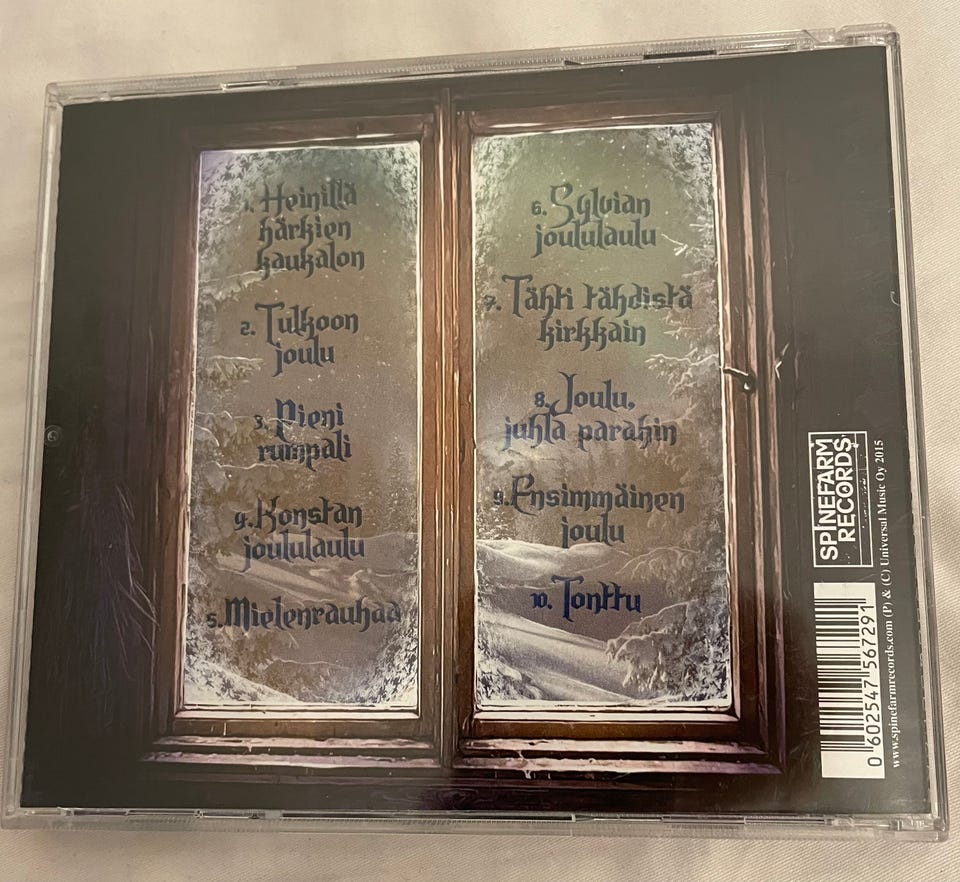 1. Heinillä
härkien
kaukalon
2. Tulkoon
joulu
3. Pieni
rumpali
4. Konstan
joululaulu
5. Mielenrauhaa
6. Sylvian
joululaulu
7. Tähti tähdistä
kirkkain
8. Joulu,
juhla parahin
9. Ensimmäinen
joulu
10. Tonttu
SPINEFARM
RECORDS
0 602547 567291
www.spinefarmrecords.com (P) & (C) Universal Music Oy 2015